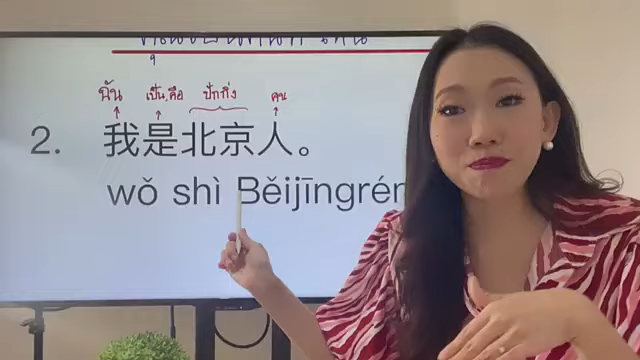 ฉัน เป็น,คือ ปักกิ่ง คน
2. 我是北京人。
wǒ shì Běijīngrén